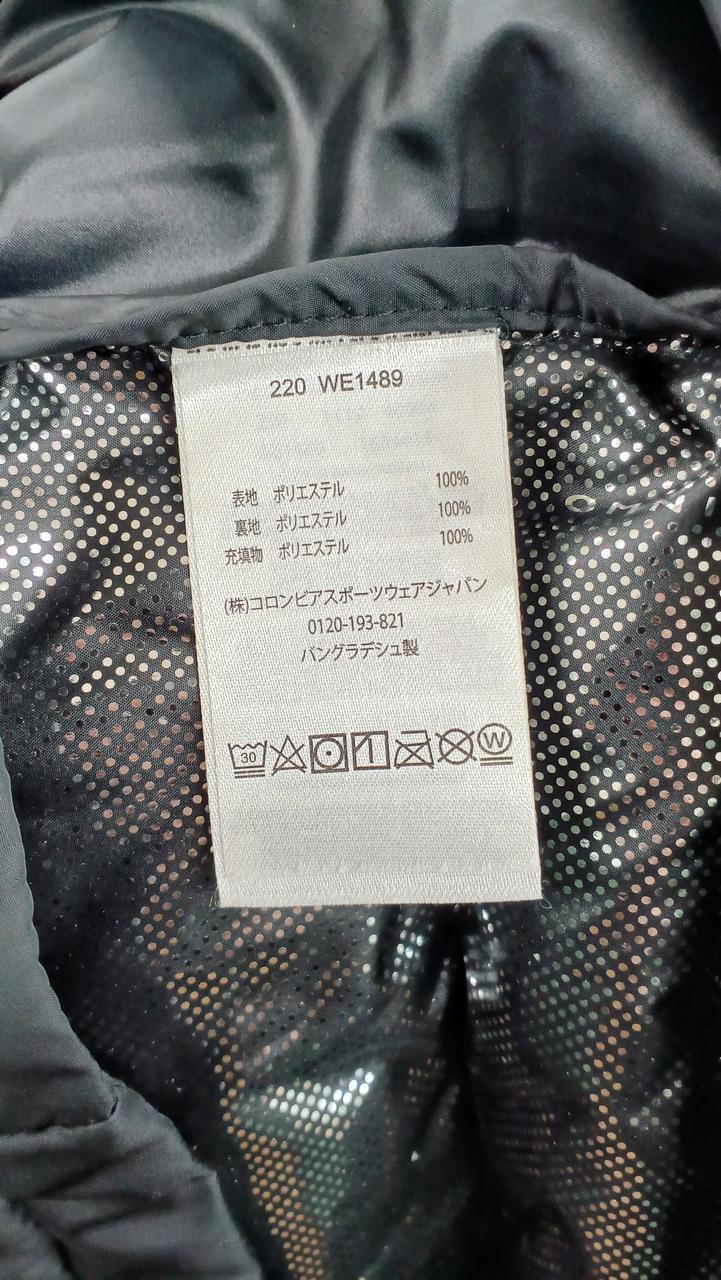 220 WE1489
表地 ポリエステル 100%
裏地 ポリエステル 100%
充填物 ポリエステル 100%
(株)コロンビアスポーツウェアジャパン
0120-193-821
バングラデシュ製
30 W